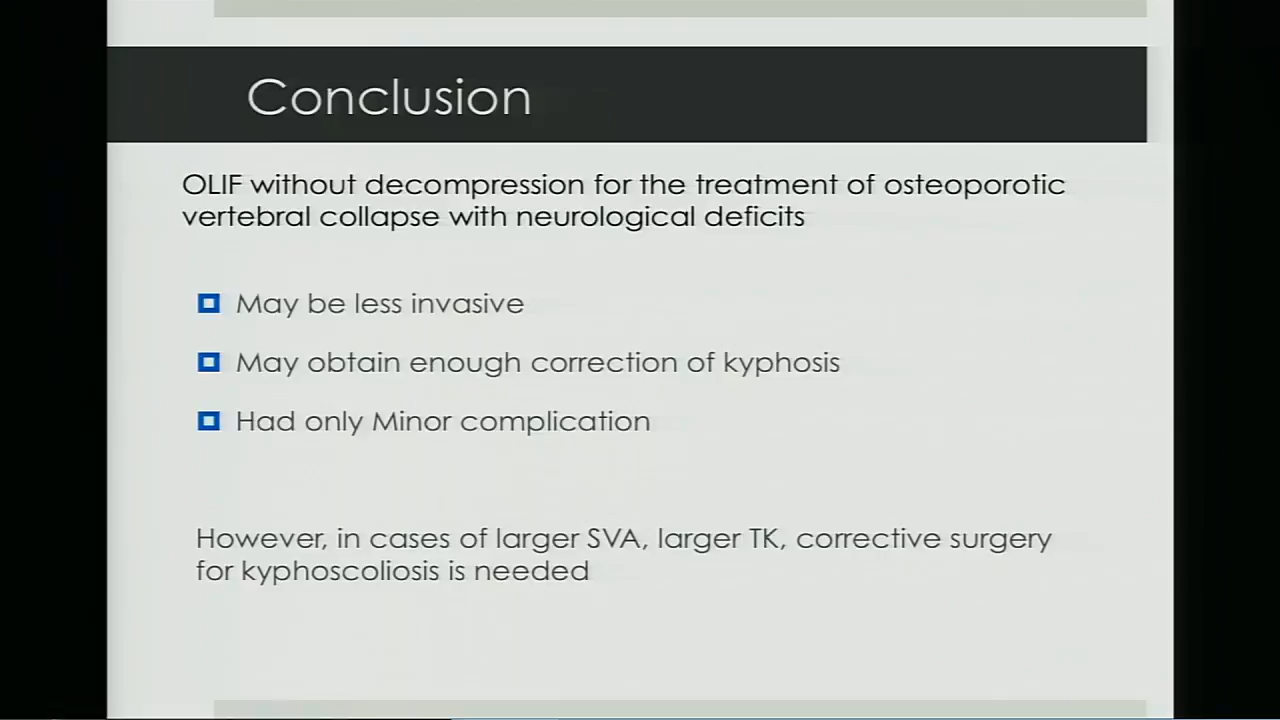 Conclusion
OLIF without decompression for the treatment of osteoporotic
vertebral collapse with neurological deficits
May be less invasive
May obtain enough correction of kyphosis
Had only Minor complication
However, in cases of larger SVA, larger TK, corrective surgery
for kyphoscoliosis is needed